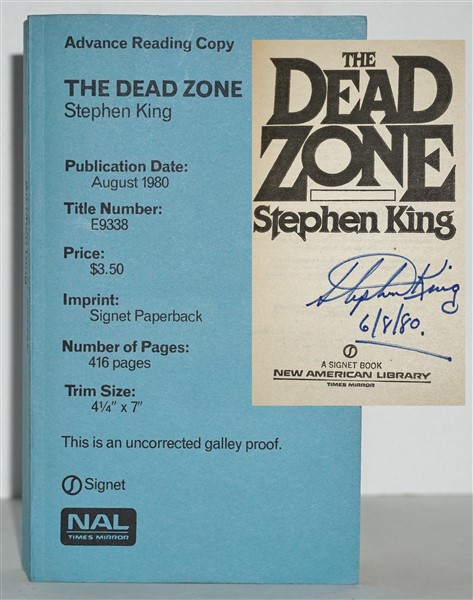 Advance Reading Copy
THE DEAD ZONE
Stephen King
Publication Date:
August 1980
Title Number:
E9338
Price:
$3.50
Imprint:
Signet Paperback
Number of Pages:
416 pages
Trim Size:
4¼" x 7"
This is an uncorrected galley proof.
Signet
NAL
TIMES MIRROR
THE
DEAD
ZONE
Stephen King
Stephen King
6/8/80.
A SIGNET BOOK
NEW AMERICAN LIBRARY
TIMES MIRROR